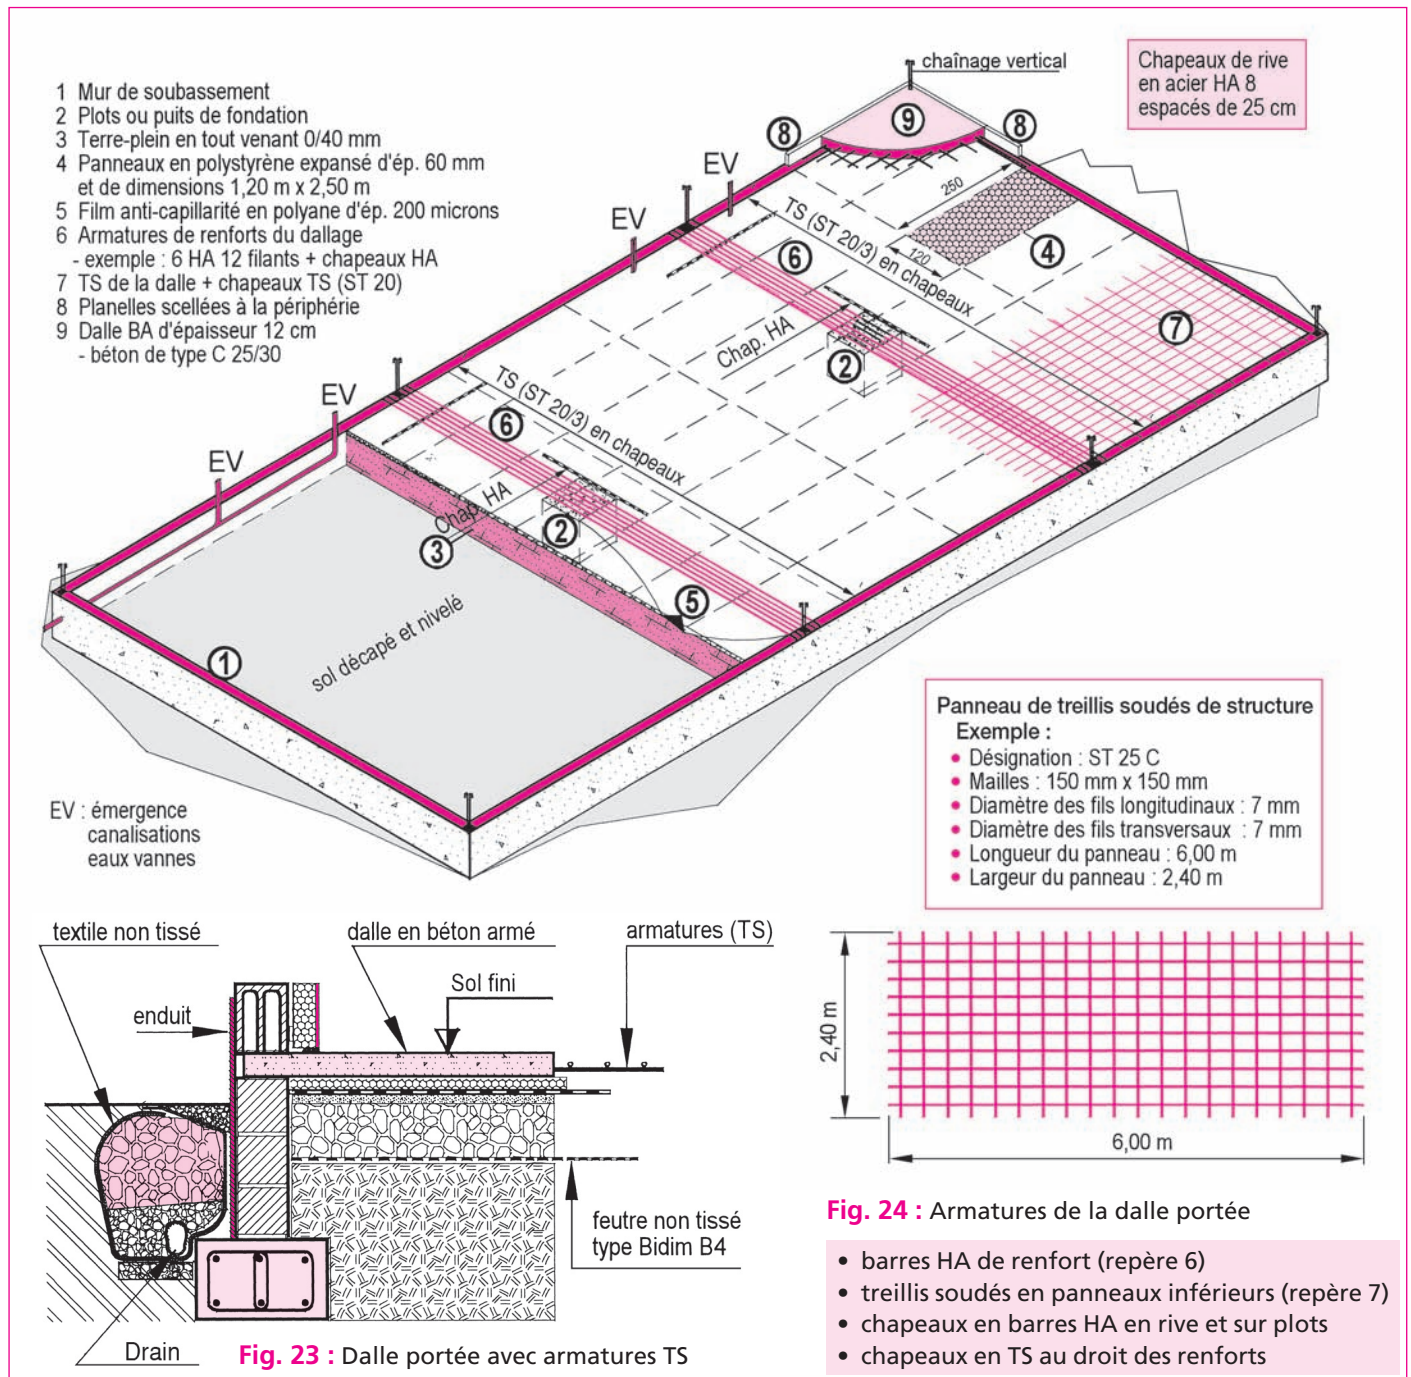 chaînage vertical
Chapeaux de rive
en acier HA 8
espacés de 25 cm
1 Mur de soubassement
2 Plots ou puits de fondation
3 Terre-plein en tout venant 0/40 mm
4 Panneaux en polystyrène expansé d'ép. 60 mm
et de dimensions 1,20 m x 2,50 m
5 Film anti-capillarité en polyane d'ép. 200 microns
6 Armatures de renforts du dallage
- exemple : 6 HA 12 filants + chapeaux HA
7 TS de la dalle + chapeaux TS (ST 20)
8 Planelles scellées à la périphérie
9 Dalle BA d'épaisseur 12 cm
- béton de type C 25/30
8
9
8
EV
EV
250
120
4
TS (ST 20/3) en chapeaux
6
7
Chap. HA
2
EV
EV
TS (ST 20/3) en chapeaux
6
Chap. HA
2
3
5
1
sol décapé et nivelé
EV : émergence
canalisations
eaux vannes
Panneau de treillis soudés de structure
Exemple :
• Désignation : ST 25 C
• Mailles : 150 mm x 150 mm
• Diamètre des fils longitudinaux : 7 mm
• Diamètre des fils transversaux : 7 mm
• Longueur du panneau : 6,00 m
• Largeur du panneau : 2,40 m
textile non tissé
dalle en béton armé
armatures (TS)
Sol fini
enduit
feutre non tissé
type Bidim B4
Drain
Fig. 23 : Dalle portée avec armatures TS
2,40 m
6,00 m
Fig. 24 : Armatures de la dalle portée
• barres HA de renfort (repère 6)
• treillis soudés en panneaux inférieurs (repère 7)
• chapeaux en barres HA en rive et sur plots
• chapeaux en TS au droit des renforts